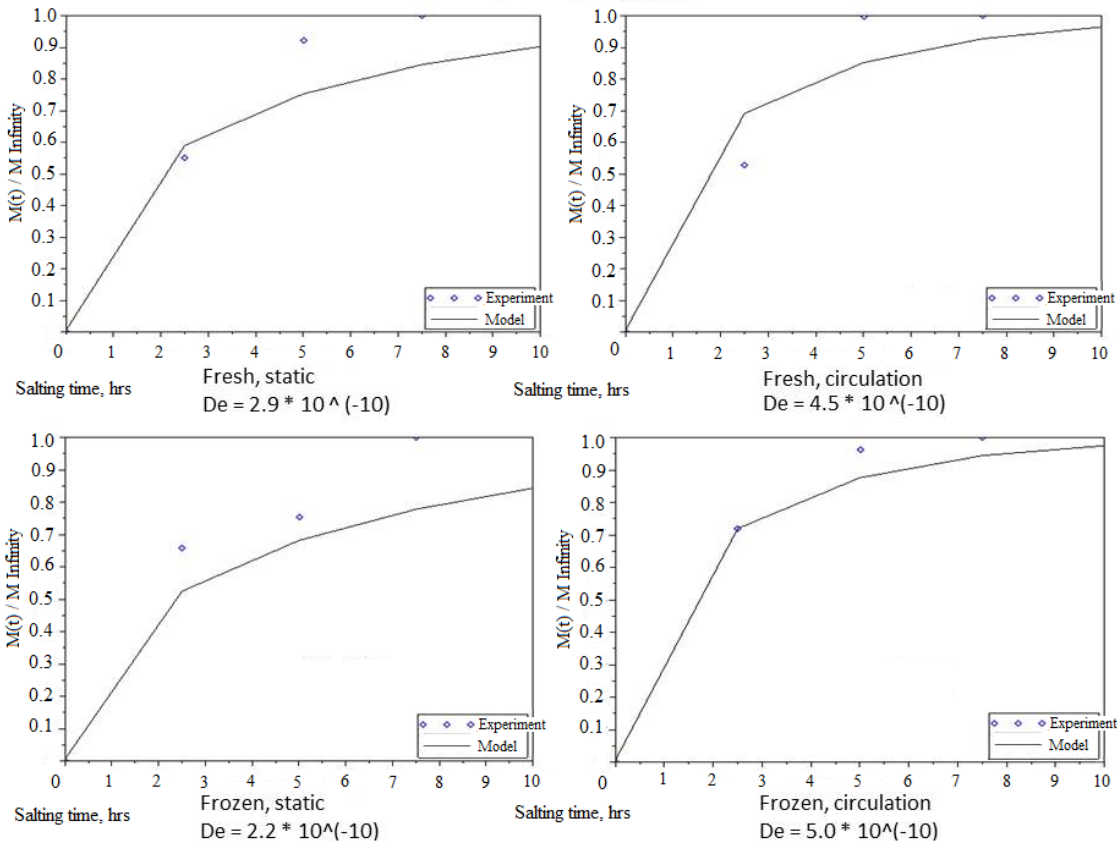 1.0
0.9
0.8
0.7
0.6
0.5
0.4
0.3
0.2
0.1
M(t) / M Infinity
Experiment
Model
0 1 2 3 4 5 6 7 8 9 10
Salting time, hrs
Fresh, static
De = 2.9 * 10 ^ (-10)
1.0
0.9
0.8
0.7
0.6
0.5
0.4
0.3
0.2
0.1
M(t) / M Infinity
Experiment
Model
0 1 2 3 4 5 6 7 8 9 10
Salting time, hrs
Fresh, circulation
De = 4.5 * 10 ^(-10)
1.0
0.9
0.8
0.7
0.6
0.5
0.4
0.3
0.2
0.1
M(t) / M Infinity
Experiment
Model
0 1 2 3 4 5 6 7 8 9 10
Salting time, hrs
Frozen, static
De = 2.2 * 10^(-10)
1.0
0.9
0.8
0.7
0.6
0.5
0.4
0.3
0.2
0.1
M(t) / M Infinity
Experiment
Model
0 1 2 3 4 5 6 7 8 9 10
Salting time, hrs
Frozen, circulation
De = 5.0 * 10^(-10)